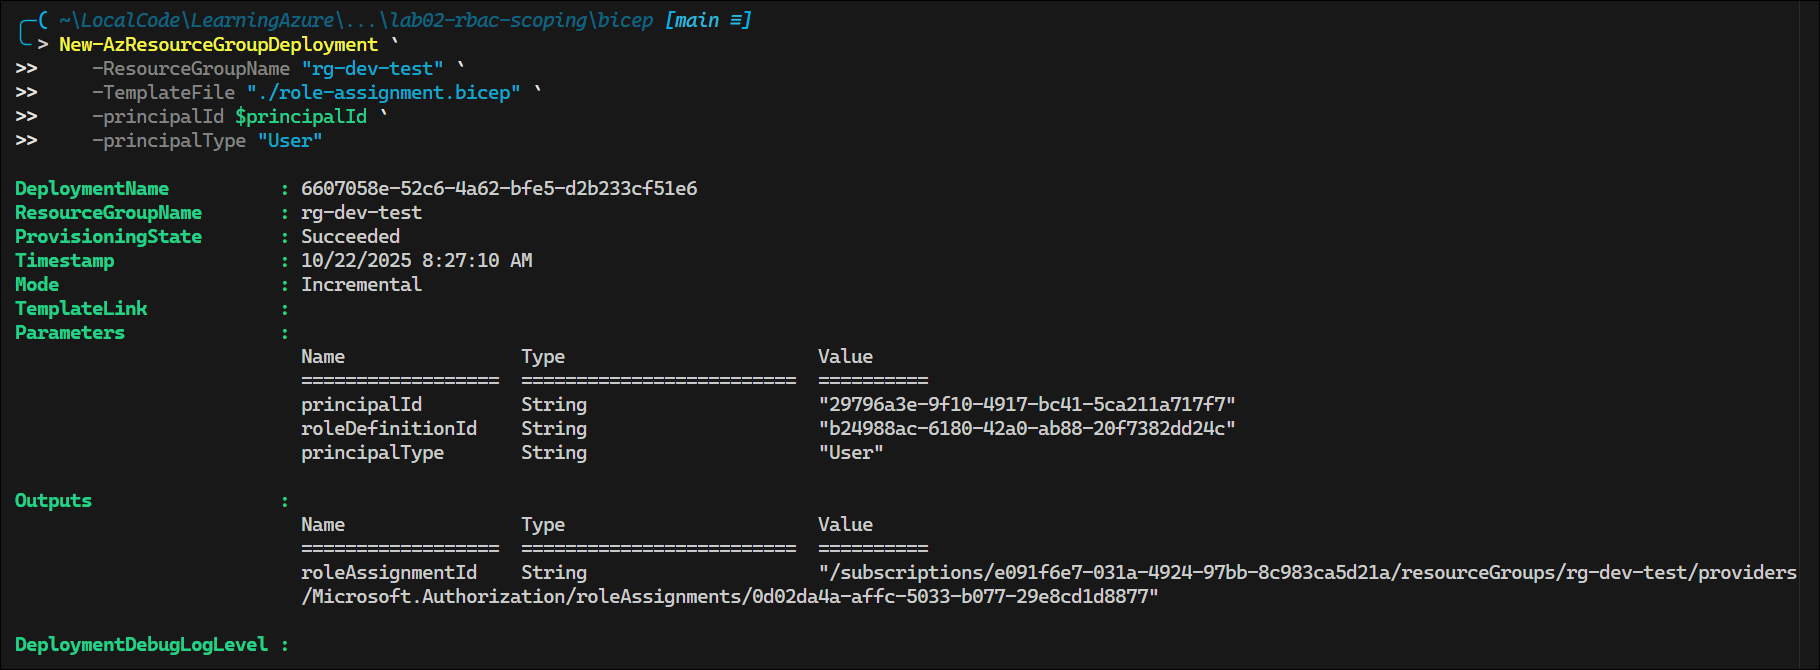 ( ~\LocalCode\LearningAzure\...\lab02-rbac-scoping\bicep [main ≡]
> New-AzResourceGroupDeployment `
>>     -ResourceGroupName "rg-dev-test" `
>>     -TemplateFile "./role-assignment.bicep" `
>>     -principalId $principalId `
>>     -principalType "User"
DeploymentName          : 6607058e-52c6-4a62-bfe5-d2b233cf51e6
ResourceGroupName       : rg-dev-test
ProvisioningState       : Succeeded
Timestamp               : 10/22/2025 8:27:10 AM
Mode                    : Incremental
TemplateLink            :
Parameters              :
                          Name                Type                       Value
                          ==================  =========================  ==========
                          principalId         String                     "29796a3e-9f10-4917-bc41-5ca211a717f7"
                          roleDefinitionId    String                     "b24988ac-6180-42a0-ab88-20f7382dd24c"
                          principalType       String                     "User"
Outputs                 :
                          Name                Type                       Value
                          ==================  =========================  ==========
                          roleAssignmentId    String                     "/subscriptions/e091f6e7-031a-4924-97bb-8c983ca5d21a/resourceGroups/rg-dev-test/providers
                          /Microsoft.Authorization/roleAssignments/0d02da4a-affc-5033-b077-29e8cd1d8877"
DeploymentDebugLogLevel :